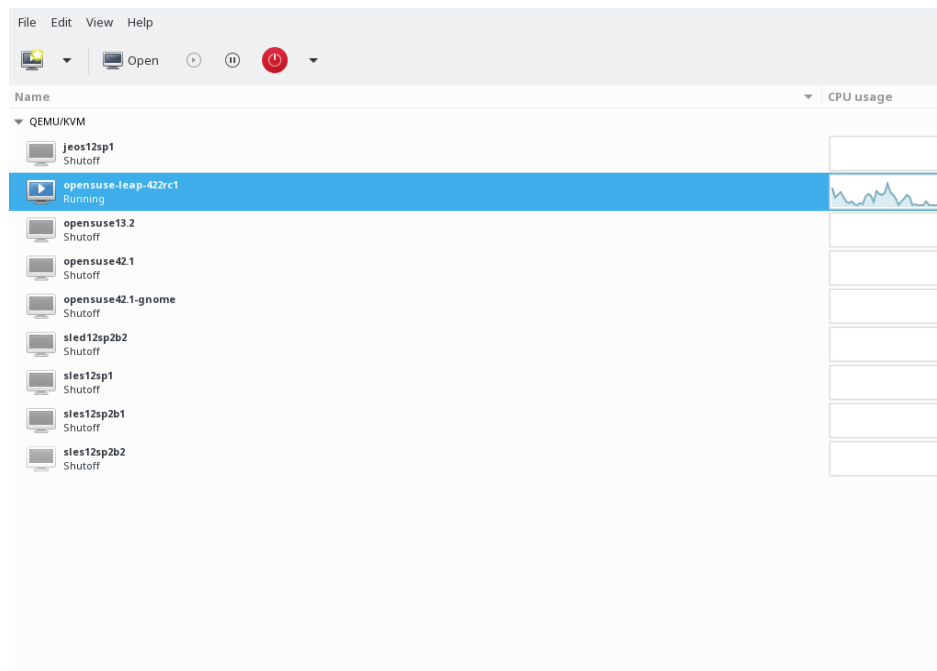 File Edit View Help
Open
Name CPU usage
QEMU/KVM
jeos12sp1
Shutoff
opensuse-leap-422rc1
Running
opensuse13.2
Shutoff
opensuse42.1
Shutoff
opensuse42.1-gnome
Shutoff
sled12sp2b2
Shutoff
sles12sp1
Shutoff
sles12sp2b1
Shutoff
sles12sp2b2
Shutoff